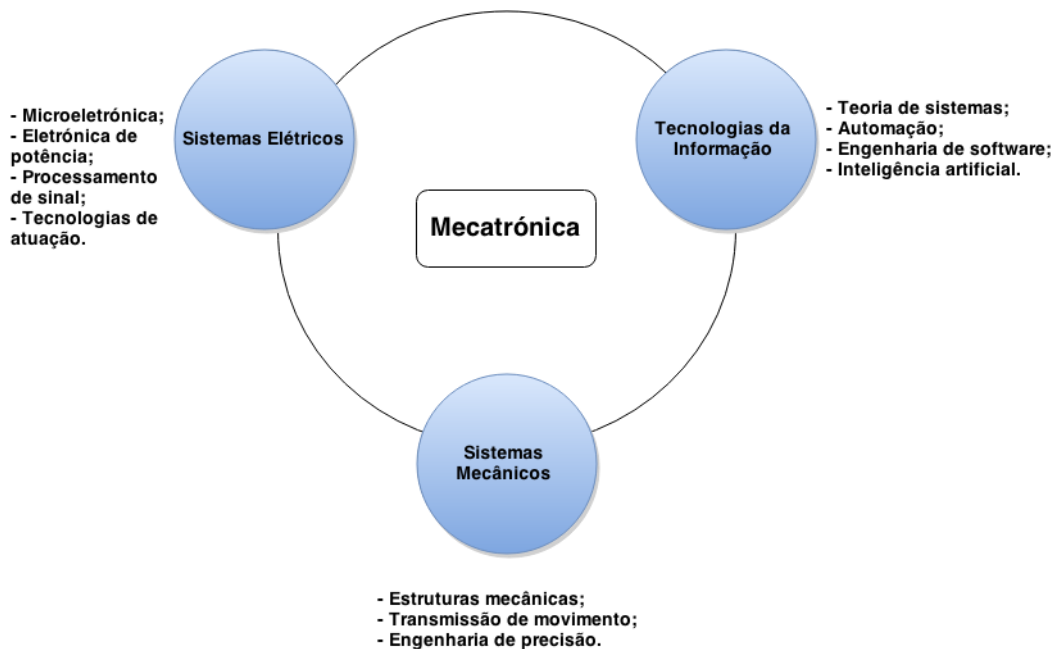 - Microeletrónica;
- Eletrónica de
potência;
- Processamento
de sinal;
- Tecnologias de
atuação.
Sistemas Elétricos
Tecnologias da
Informação
- Teoria de sistemas;
- Automação;
- Engenharia de software;
- Inteligência artificial.
Mecatrónica
Sistemas
Mecânicos
- Estruturas mecânicas;
- Transmissão de movimento;
- Engenharia de precisão.